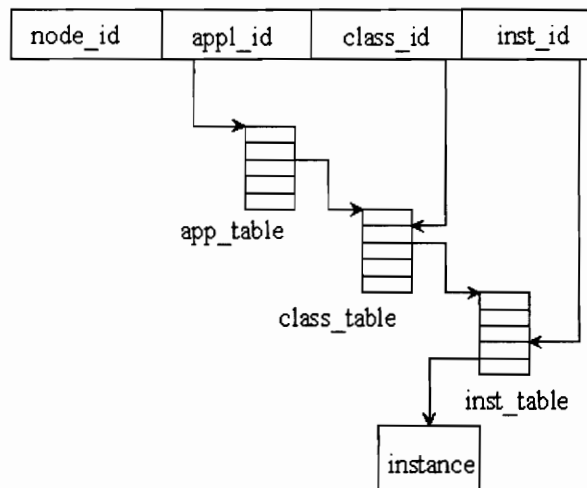 node_id appl_id class_id inst_id
app_table
class_table
inst_table
instance